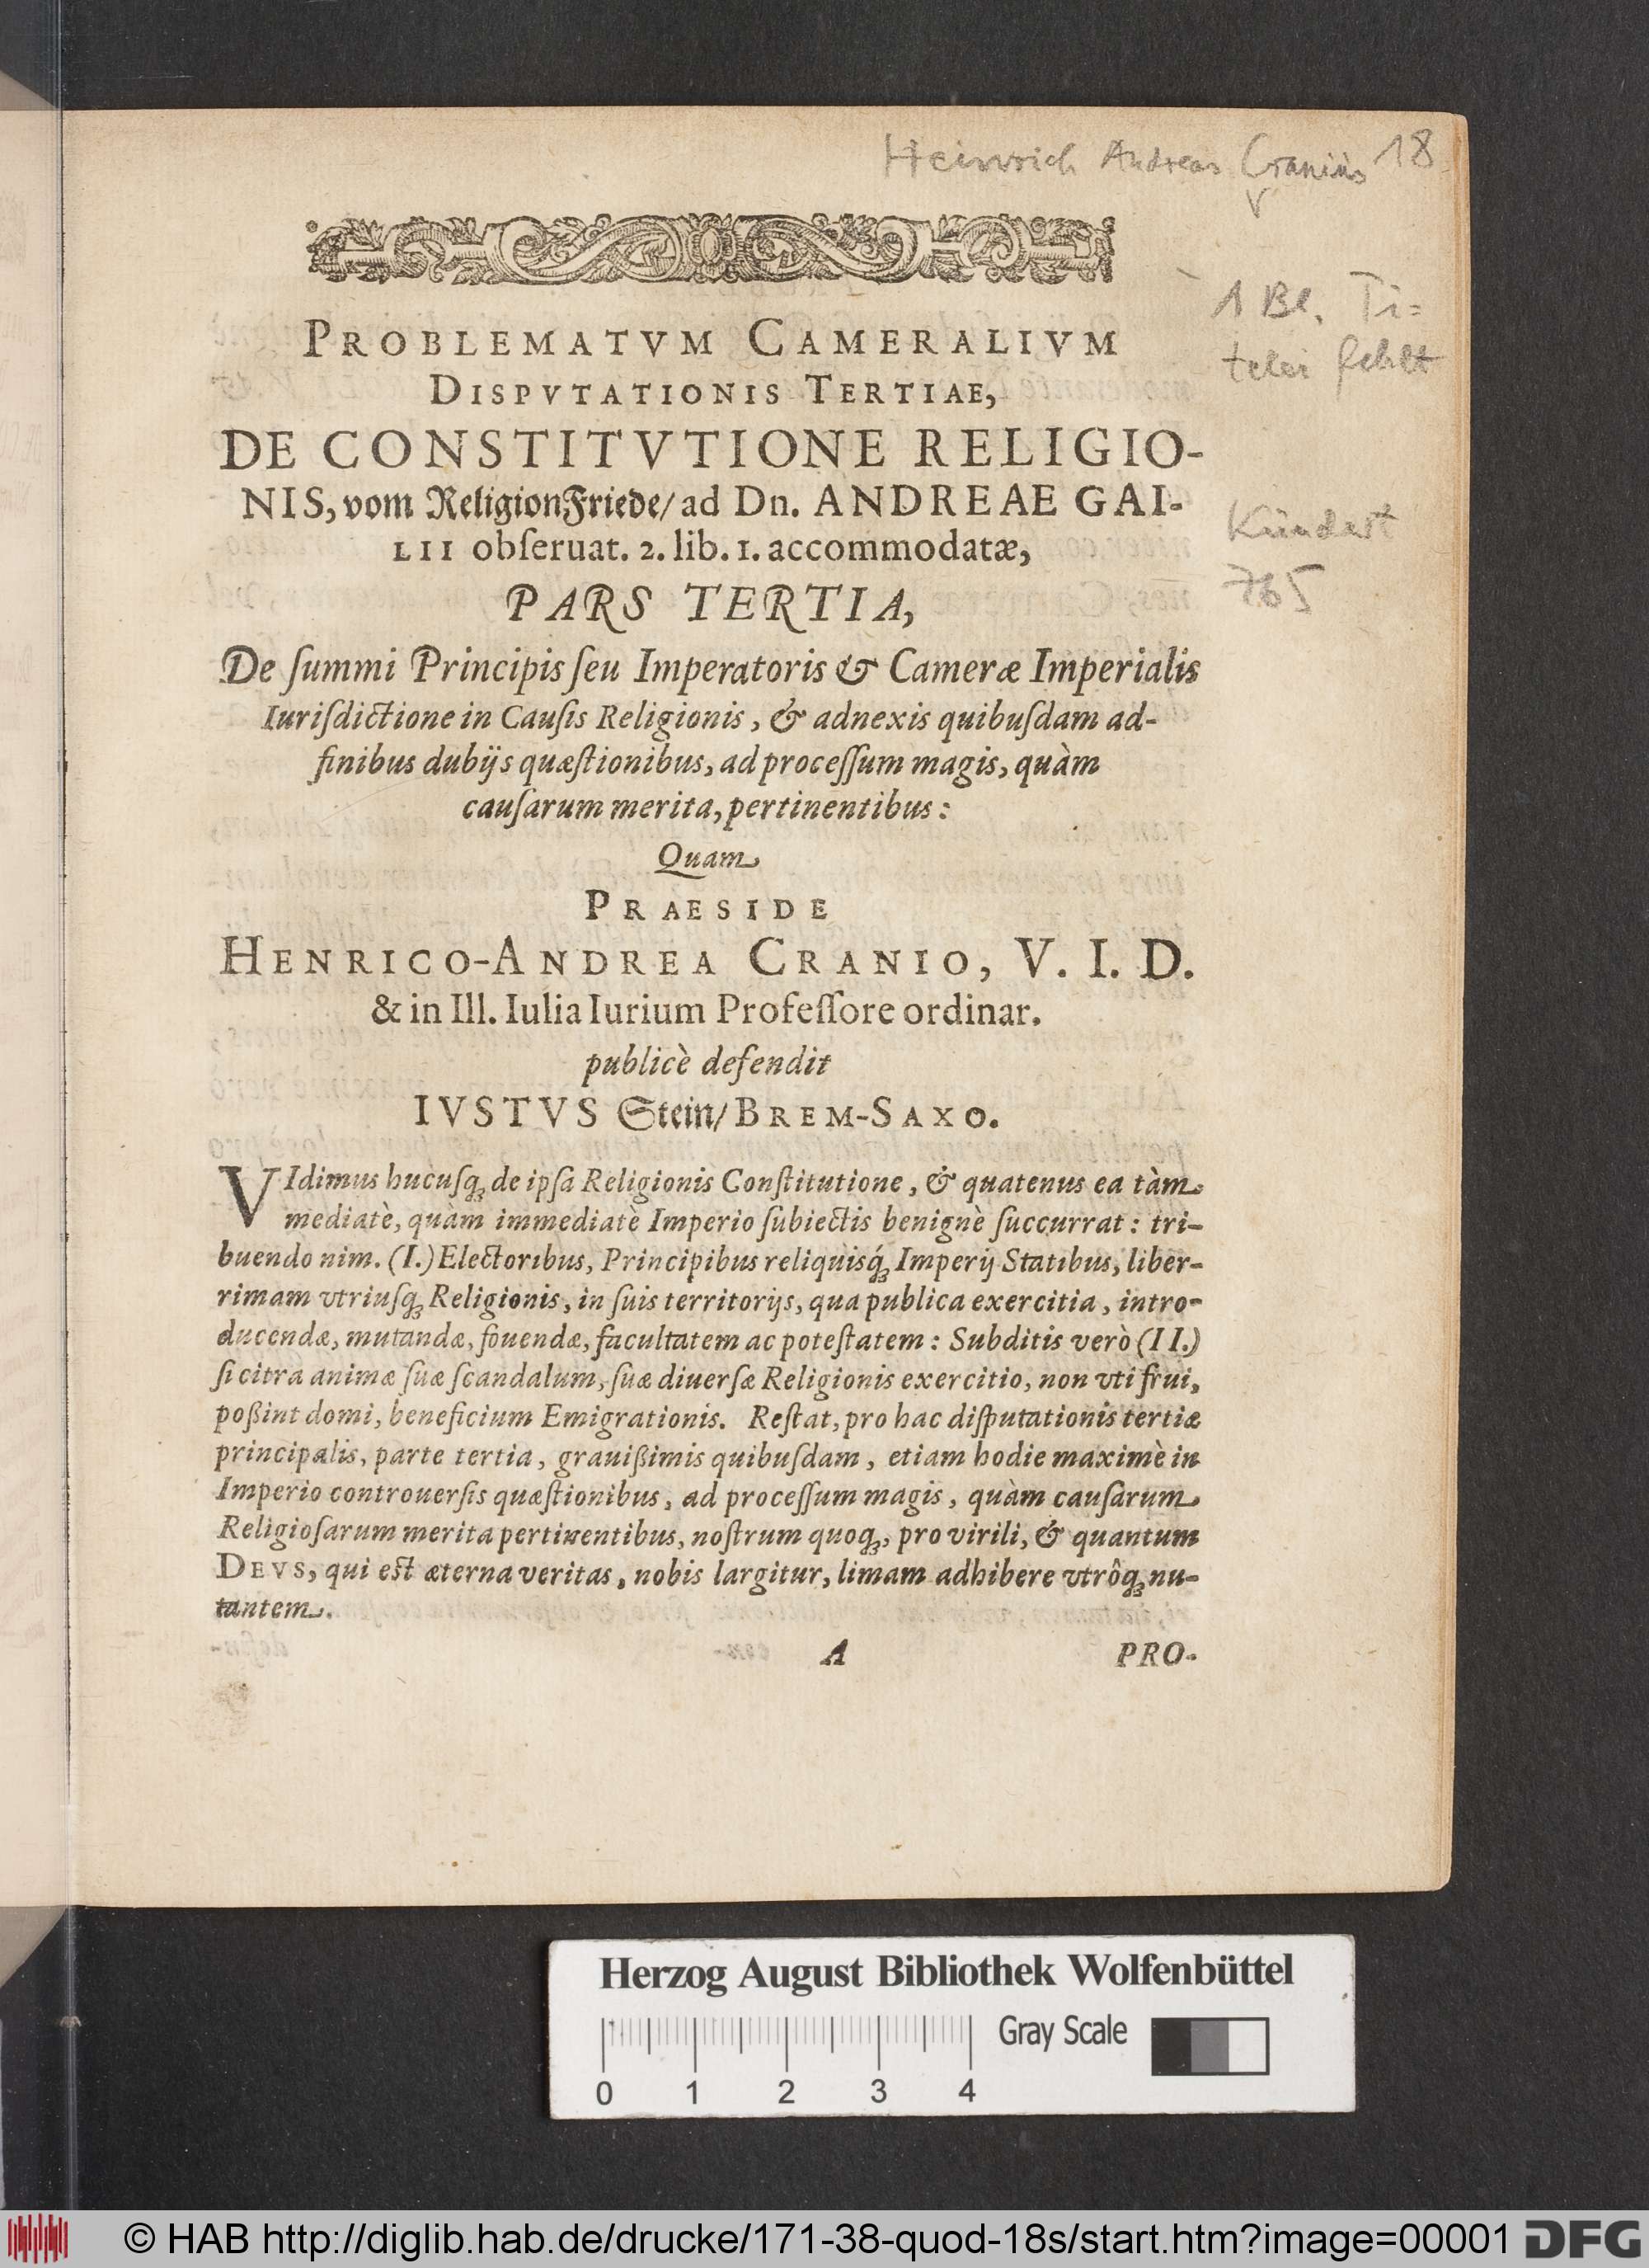 Heinrich Andreas Cranius 18
1 Bl. Ti=
telei fehlt
Kundert
765
PROBLEMATVM CAMERALIVM
DISPVTATIONIS TERTIAE,
DE CONSTITVTIONE RELIGIO-
NIS, vom ReligionFriede/ ad Dn. ANDREAE GAI-
LII obſeruat. 2. lib. 1. accommodatæ,
PARS TERTIA,
De ſummi Principis ſeu Imperatoris & Cameræ Imperialis
Iuriſdictione in Cauſis Religionis, & adnexis quibuſdam ad-
finibus dubijs quæſtionibus, ad proceſſum magis, quàm
cauſarum merita, pertinentibus:
Quam
PRAESIDE
HENRICO-ANDREA CRANIO, V. I. D.
& in Ill. Iulia Iurium Profeſſore ordinar.
publicè defendit
IVSTVS Stein/ BREM-SAXO.
VIdimus hucuſq́ꝫ de ipſa Religionis Conſtitutione, & quatenus ea tàm
mediatè, quàm immediatè Imperio ſubiectis benignè ſuccurrat: tri-
buendo nim. (I.) Electoribus, Principibus reliquisq́ꝫ Imperij Statibus, liber-
rimam vtriuſqꝫ Religionis, in ſuis territorijs, qua publica exercitia, intro-
ducendæ, mutandæ, fouendæ, facultatem ac poteſtatem: Subditis verò (II.)
ſi citra animæ ſuæ ſcandalum, ſuæ diuerſæ Religionis exercitio, non vti frui,
poßint domi, beneficium Emigrationis. Reſtat, pro hac diſputationis tertiæ
principalis, parte tertia, grauißimis quibuſdam, etiam hodie maximè in
Imperio controuerſis quæſtionibus, ad proceſſum magis, quàm cauſarum
Religioſarum merita pertinentibus, noſtrum quoqꝫ, pro virili, & quantum
DEVS, qui est æterna veritas, nobis largitur, limam adhibere vtrôqꝫ nu-
tantem.
A PRO-
Herzog August Bibliothek Wolfenbüttel
Gray Scale
0 1 2 3 4
© HAB http://diglib.hab.de/drucke/171-38-quod-18s/start.htm?image=00001 DFG